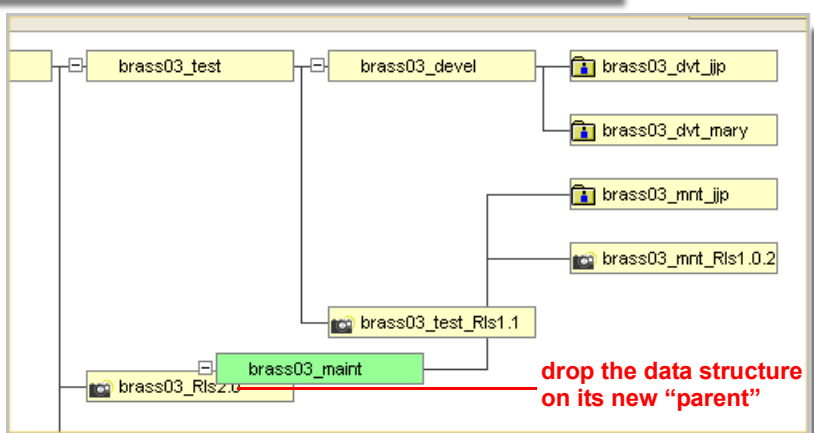 brass03_test
brass03_devel
brass03_dvt_jjp
brass03_dvt_mary
brass03_mnt_jjp
brass03_mnt_Rls1.0.2
brass03_test_Rls1.1
brass03_maint
brass03_Rls2.0
drop the data structure
on its new “parent”